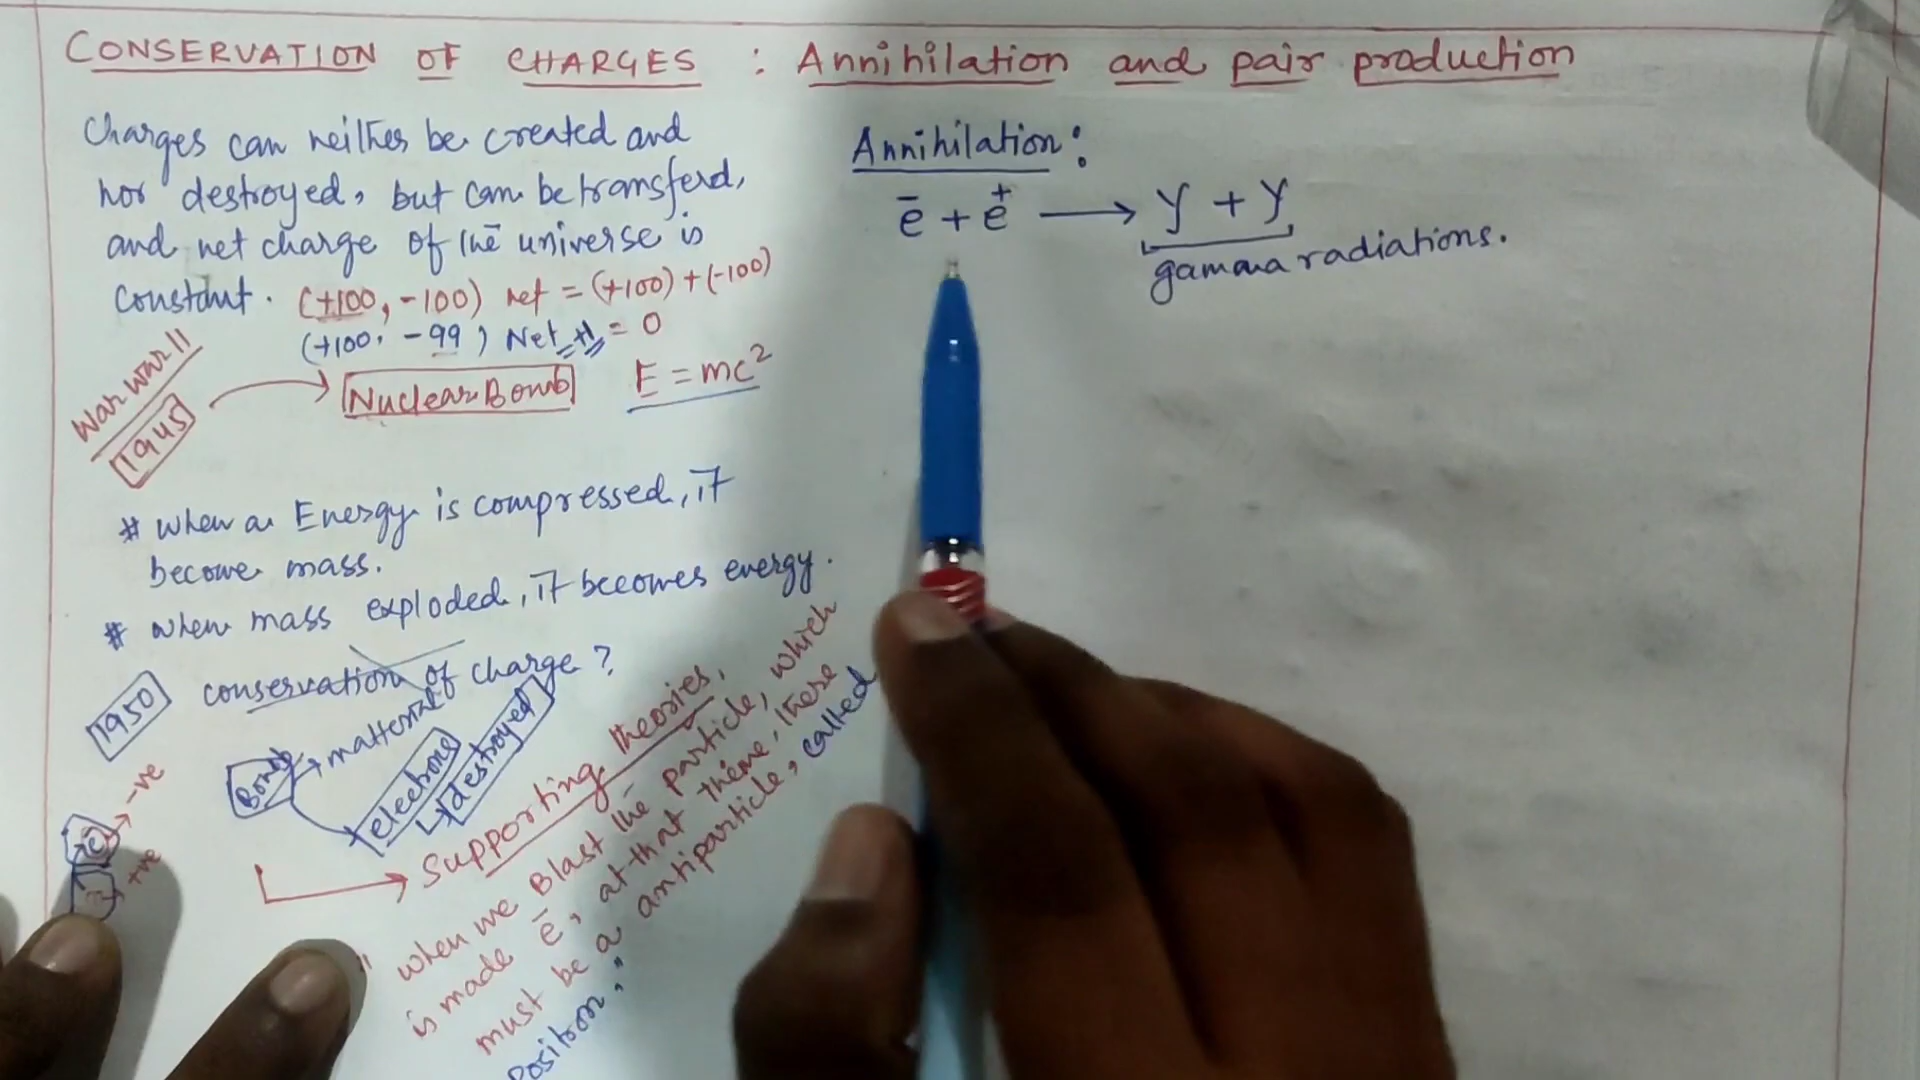 CONSERVATION OF CHARGES : Annihilation and pair production
Charges can neither be created and
nor destroyed, but can be transferd,
and net charge of the universe is
Constant. (+100, -100) net = (+100) + (-100)
(+100, -99) Net +1 = 0
War War II
1945
Nuclear Bomb
E = mc²
# when a Energy is compressed, it
become mass.
# when mass exploded, it becomes energy.
1950
conservation of charge ?
Bomb
matterial
electrons
destroyed
-ve
+ve
Supporting theories,
"when we Blast the particle, which
is made ē, at that theme, there
must be a antiparticle, called
Positron,"
Annihilation:
e⁻ + e⁺ → γ + γ
gamma radiations.